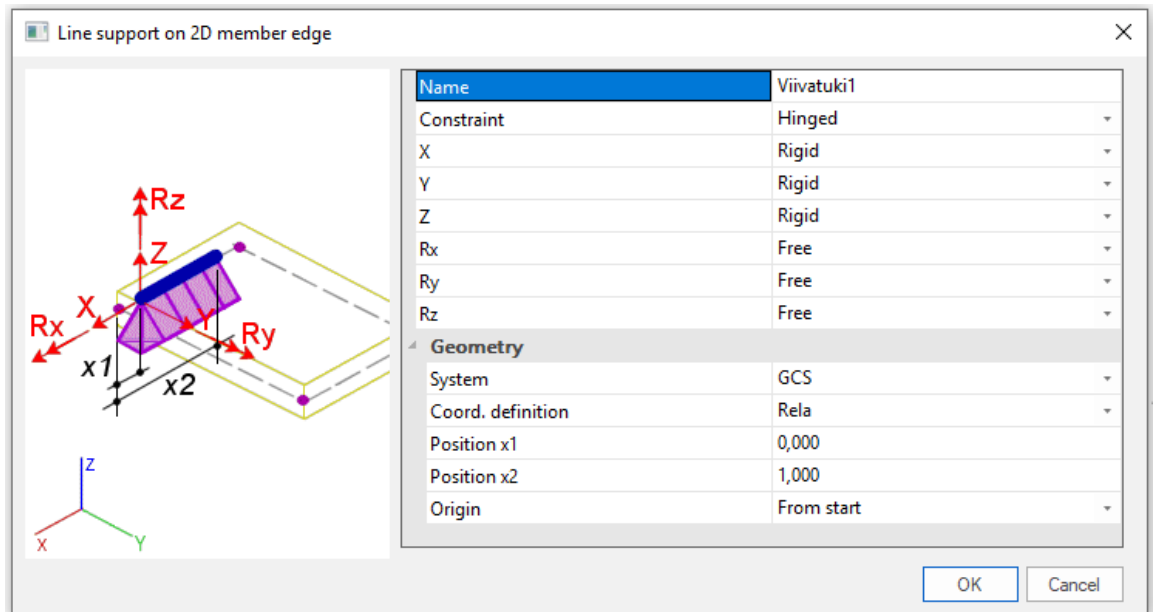 Line support on 2D member edge
Rz
Z
X
Rx
Y
Ry
x1
x2
Z
X
Y
Name Viivatuki1
Constraint Hinged
X Rigid
Y Rigid
Z Rigid
Rx Free
Ry Free
Rz Free
Geometry
System GCS
Coord. definition Rela
Position x1 0,000
Position x2 1,000
Origin From start
OK Cancel